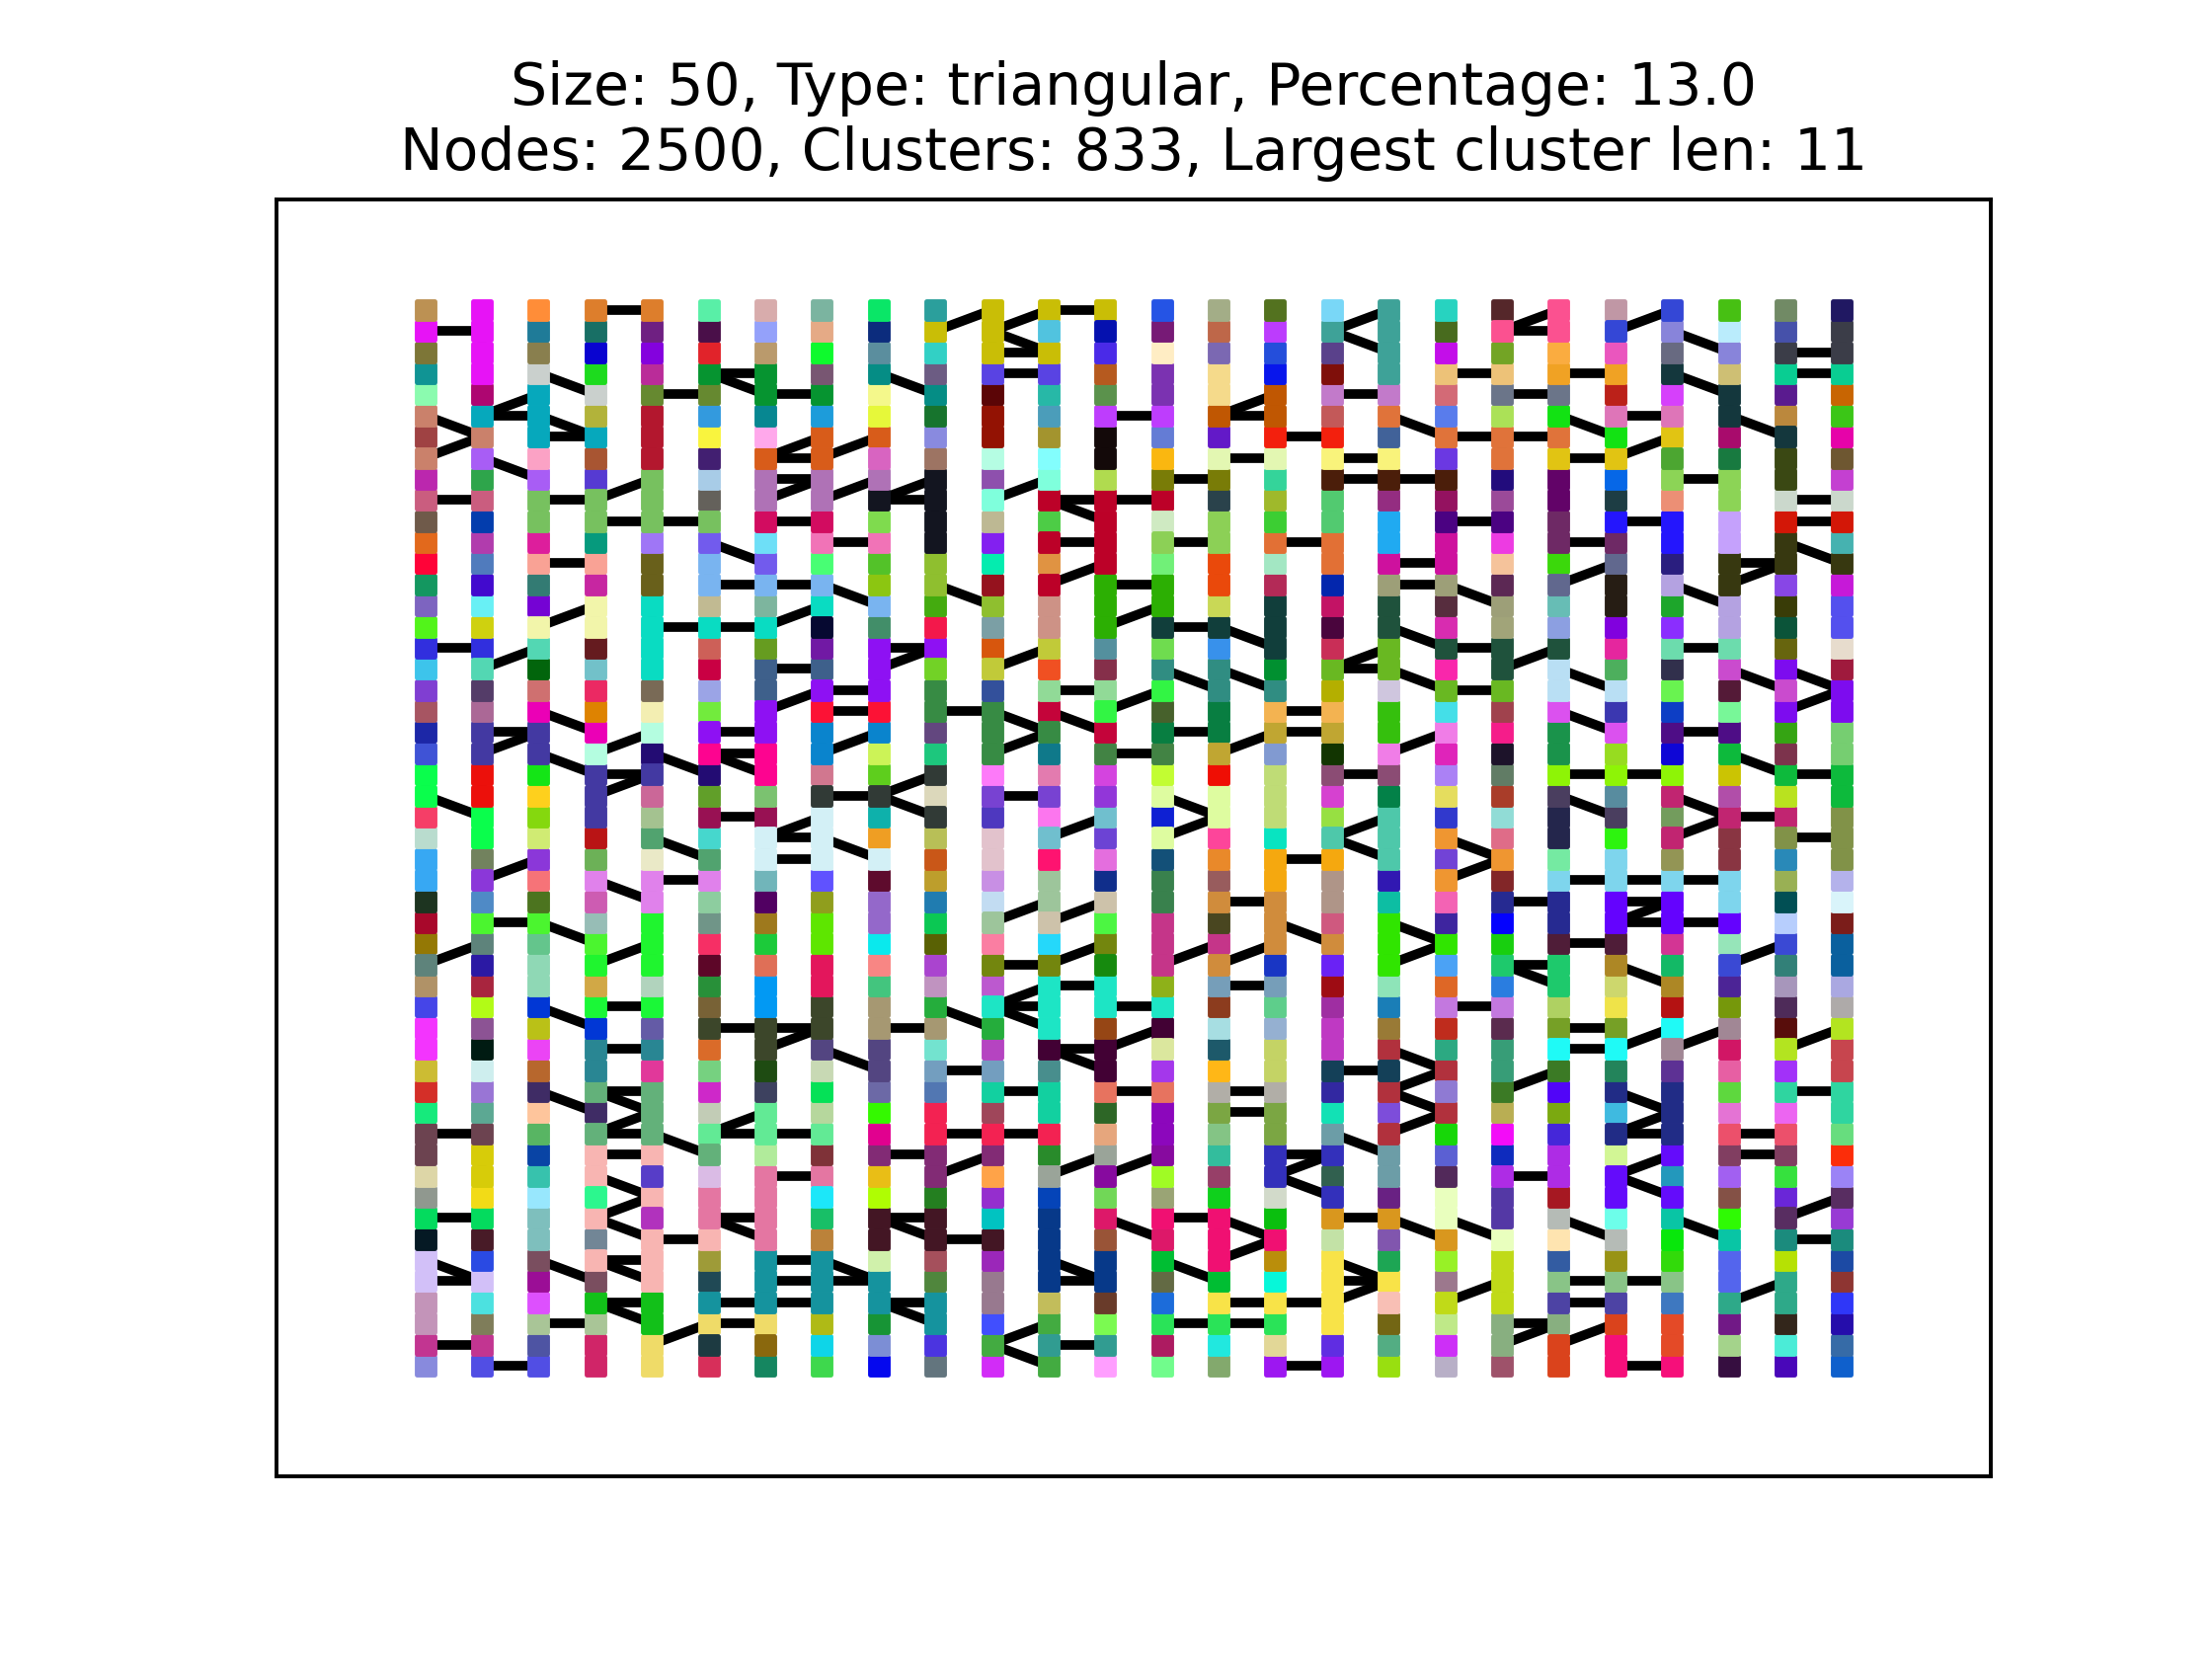 Size: 50, Type: triangular, Percentage: 13.0
Nodes: 2500, Clusters: 833, Largest cluster len: 11